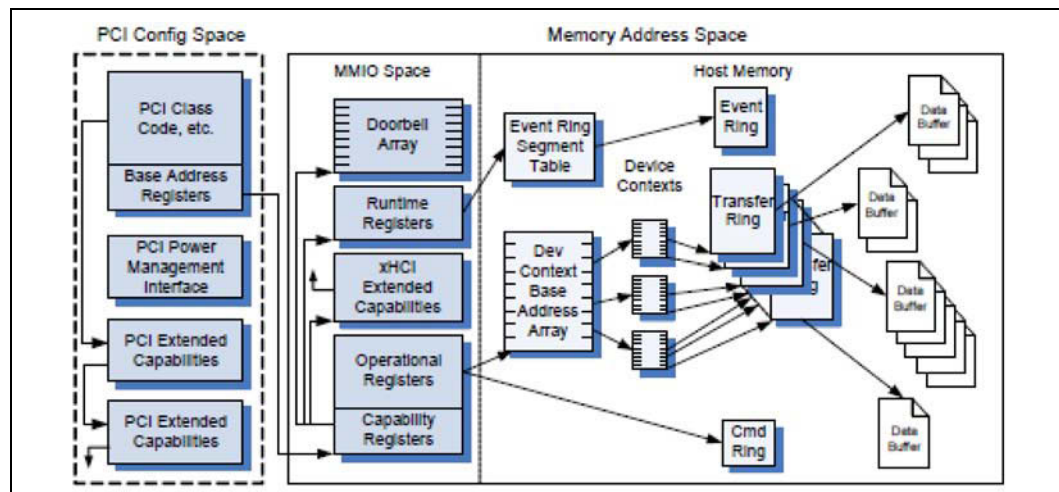 PCI Config Space
Memory Address Space
PCI Class
Code, etc.
Base Address
Registers
PCI Power
Management
Interface
PCI Extended
Capabilities
PCI Extended
Capabilities
MMIO Space
Doorbell
Array
Runtime
Registers
xHCI
Extended
Capabilities
Operational
Registers
Capability
Registers
Host Memory
Event Ring
Segment
Table
Event
Ring
Device
Contexts
Dev
Context
Base
Address
Array
Transfer
Ring
Cmd
Ring
Data
Buffer
Data
Buffer
Data
Buffer
Data
Buffer